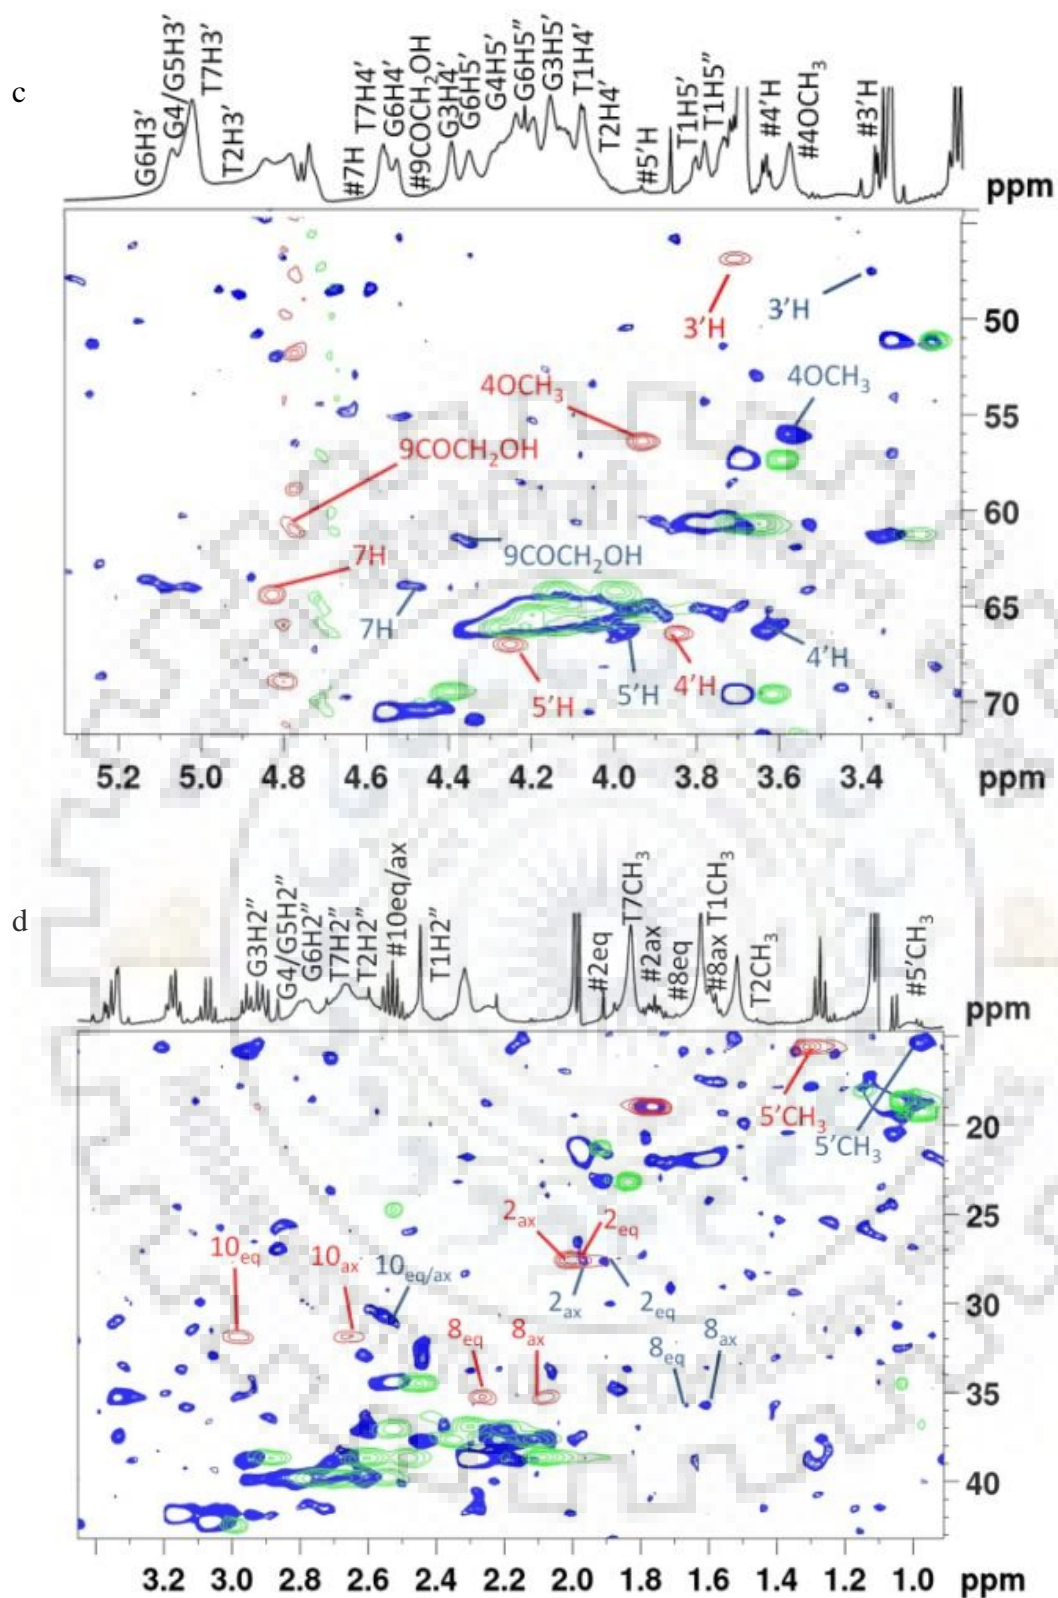 c
G6H3′
G4/G5H3′
T7H3′
T2H3′
#7H
T7H4′
G6H4′
#9COCH₂OH
G3H4′
G6H5′
G4H5′
G6H5″
G3H5′
T1H4′
T2H4′
#5′H
T1H5′
T1H5″
#4′H
#4OCH₃
#3′H
ppm
3′H
3′H
50
4OCH₃
4OCH₃
55
9COCH₂OH
60
7H
9COCH₂OH
65
7H
4′H
5′H
5′H
4′H
70
5.2 5.0 4.8 4.6 4.4 4.2 4.0 3.8 3.6 3.4 ppm
d
G3H2″
G4/G5H2″
G6H2″
T7H2″
T2H2″
#10eq/ax
T1H2″
#2eq
T7CH₃
#2ax
#8eq
#8ax
T1CH₃
T2CH₃
#5′CH₃
ppm
5′CH₃
20
5′CH₃
2ax 2eq
25
10eq 10ax 10eq/ax
2ax 2eq
30
8eq 8ax
8eq 8ax
35
40
3.2 3.0 2.8 2.6 2.4 2.2 2.0 1.8 1.6 1.4 1.2 1.0 ppm